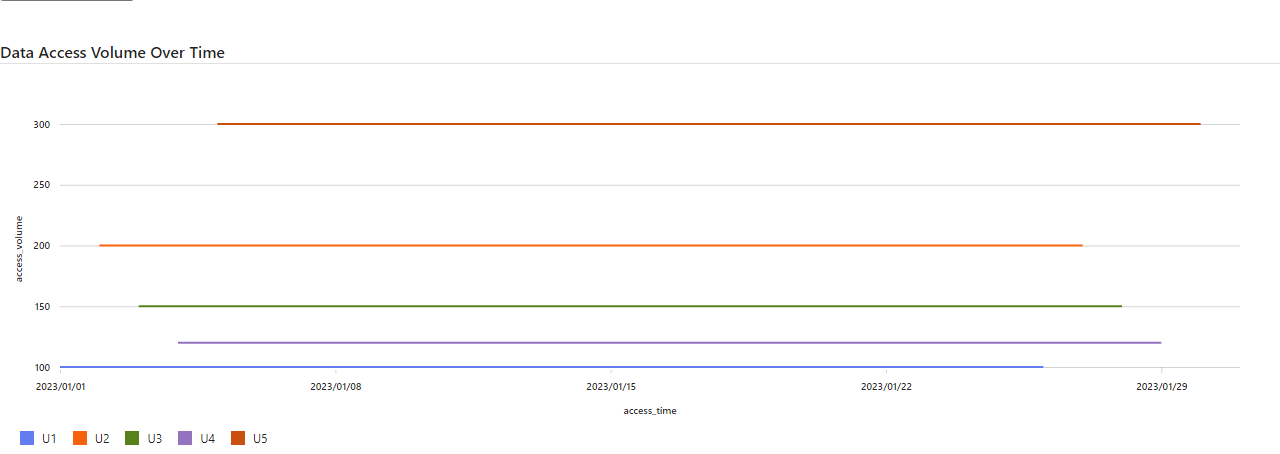 Data Access Volume Over Time
300
250
200
150
100
access_volume
2023/01/01 2023/01/08 2023/01/15 2023/01/22 2023/01/29
access_time
U1 U2 U3 U4 U5